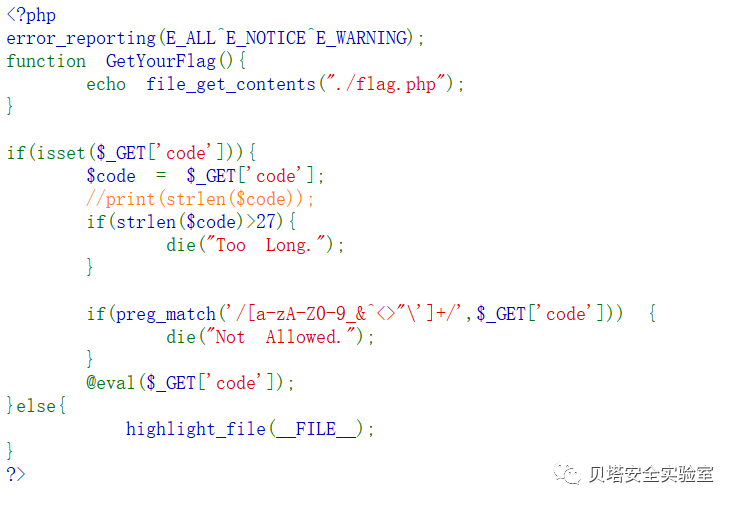 <?php
error_reporting(E_ALL^E_NOTICE^E_WARNING);
function GetYourFlag(){
        echo file_get_contents("./flag.php");
}

if(isset($_GET['code'])){
        $code = $_GET['code'];
        //print(strlen($code));
        if(strlen($code)>27){
                die("Too Long.");
        }

        if(preg_match('/[a-zA-Z0-9_&^<>"\']+/',$_GET['code'])) {
                die("Not Allowed.");
        }
        @eval($_GET['code']);
}else{
            highlight_file(__FILE__);
}
?>
贝塔安全实验室